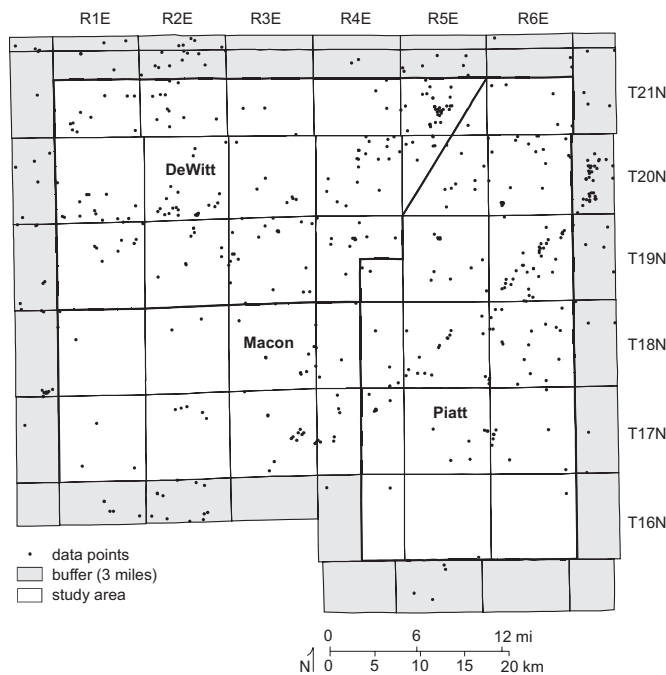 R1E R2E R3E R4E R5E R6E
T21N
DeWitt
T20N
T19N
Macon
T18N
Piatt
T17N
T16N
data points
buffer (3 miles)
study area
0 6 12 mi
N 0 5 10 15 20 km